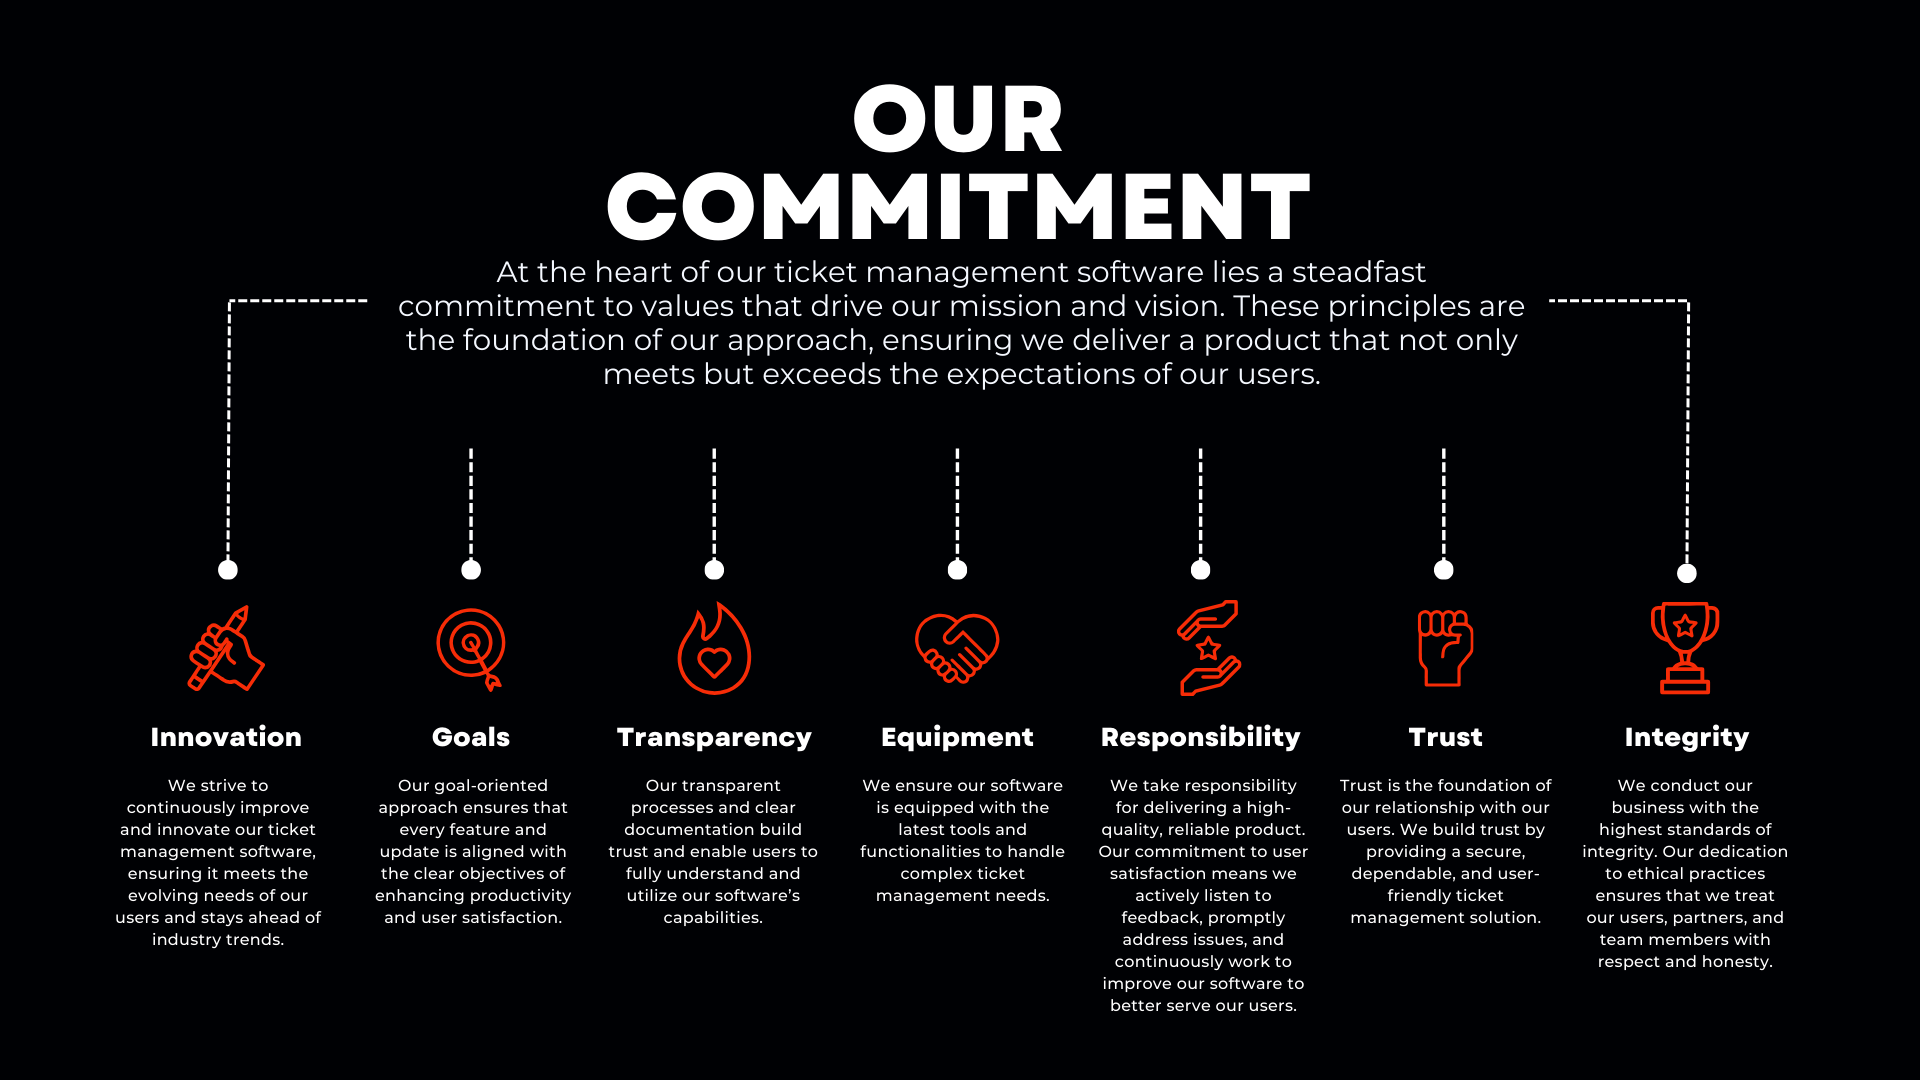 OUR
COMMITMENT
At the heart of our ticket management software lies a steadfast
commitment to values that drive our mission and vision. These principles are
the foundation of our approach, ensuring we deliver a product that not only
meets but exceeds the expectations of our users.
Innovation
We strive to
continuously improve
and innovate our ticket
management software,
ensuring it meets the
evolving needs of our
users and stays ahead of
industry trends.
Goals
Our goal-oriented
approach ensures that
every feature and
update is aligned with
the clear objectives of
enhancing productivity
and user satisfaction.
Transparency
Our transparent
processes and clear
documentation build
trust and enable users to
fully understand and
utilize our software's
capabilities.
Equipment
We ensure our software
is equipped with the
latest tools and
functionalities to handle
complex ticket
management needs.
Responsibility
We take responsibility
for delivering a high-
quality, reliable product.
Our commitment to user
satisfaction means we
actively listen to
feedback, promptly
address issues, and
continuously work to
improve our software to
better serve our users.
Trust
Trust is the foundation of
our relationship with our
users. We build trust by
providing a secure,
dependable, and user-
friendly ticket
management solution.
Integrity
We conduct our
business with the
highest standards of
integrity. Our dedication
to ethical practices
ensures that we treat
our users, partners, and
team members with
respect and honesty.